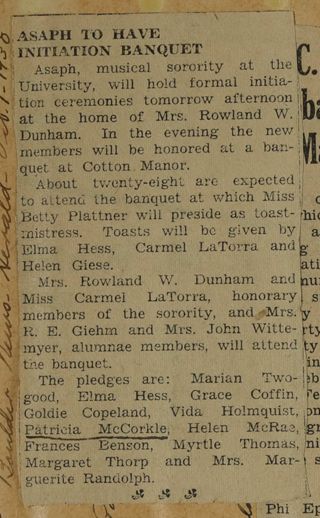 ASAPH TO HAVE
INITIATION BANQUET
Asaph, musical sorority at the
University, will hold formal initia-
tion ceremonies tomorrow afternoon
at the home of Mrs. Rowland W.
Dunham. In the evening the new
members will be honored at a ban-
quet at Cotton Manor.
About twenty-eight are expected
to attend the banquet at which Miss
Betty Plattner will preside as toast-
mistress. Toasts will be given by
Elma Hess, Carmel LaTorra and
Helen Giese.
Mrs. Rowland W. Dunham and
Miss Carmel LaTorra, honorary
members of the sorority, and Mrs.
R. E. Giehm and Mrs. John Witte-
myer, alumnae members, will attend
the banquet.
The pledges are: Marian Two-
good, Elma Hess, Grace Coffin,
Goldie Copeland, Vida Holmquist,
Patricia McCorkle, Helen McRae,
Frances Benson, Myrtle Thomas,
Margaret Thorp and Mrs. Mar-
guerite Randolph.
Phi Ep